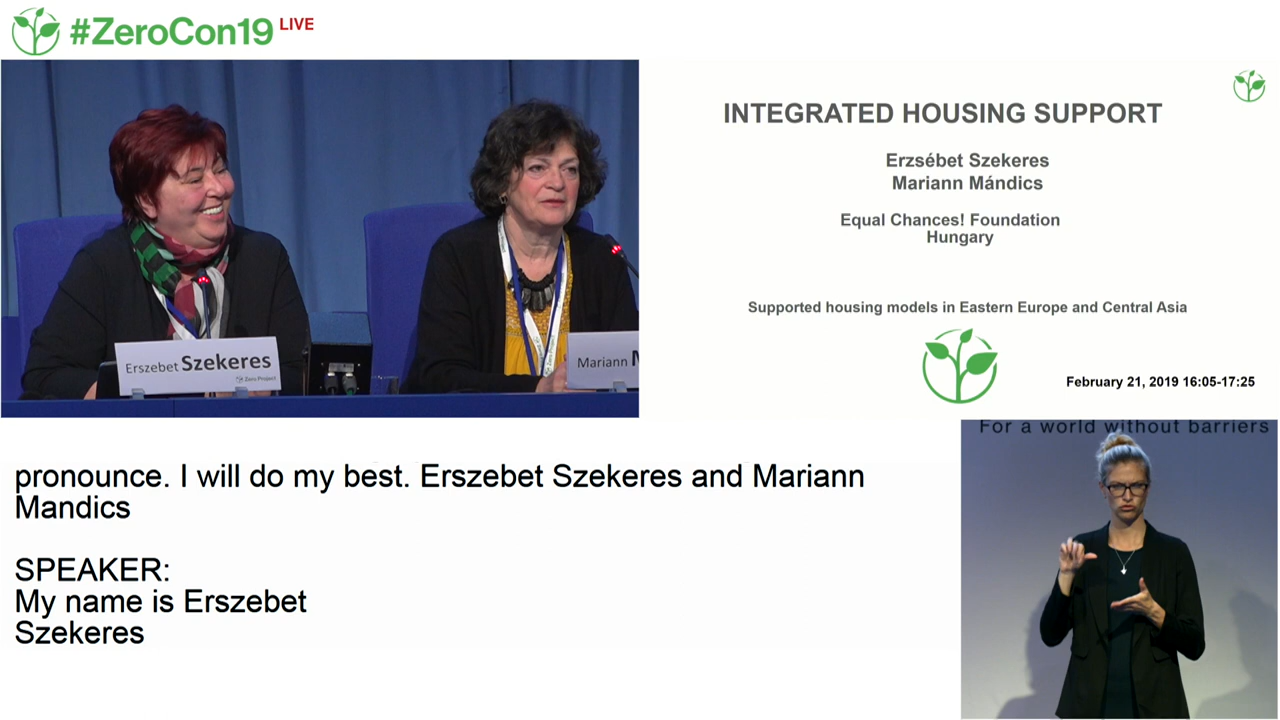 #ZeroCon19 LIVE
INTEGRATED HOUSING SUPPORT
Erzsébet Szekeres
Mariann Mándics
Equal Chances! Foundation
Hungary
Supported housing models in Eastern Europe and Central Asia
February 21, 2019 16:05-17:25
Erszebet Szekeres
Zero Project
Mariann
For a world without barriers
pronounce. I will do my best. Erszebet Szekeres and Mariann
Mandics
SPEAKER:
My name is Erszebet
Szekeres